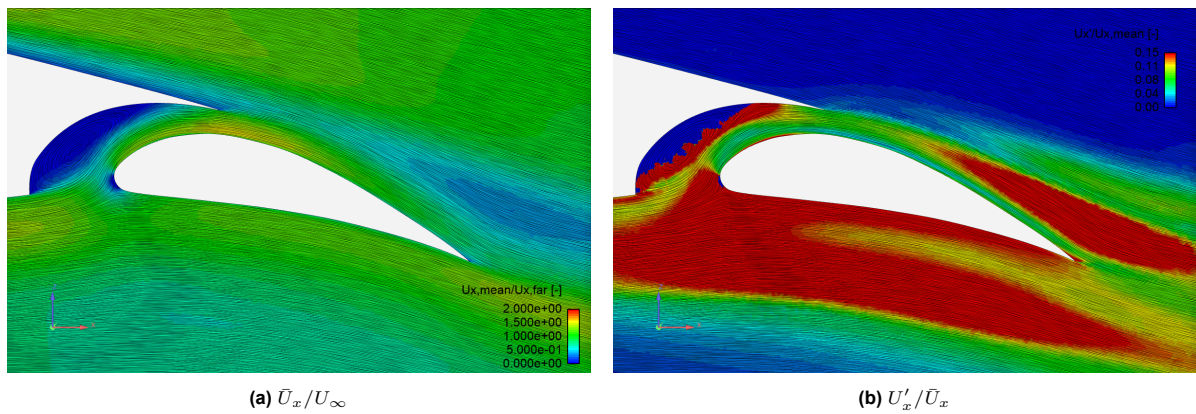 Ux,mean/Ux,far [-]
2.000e+00
1.500e+00
1.000e+00
5.000e-01
0.000e+00
Ux'/Ux mean [-]
0.15
0.12
0.08
0.04
0.00
(a) Ūₓ/U∞
(b) U′ₓ/Ūₓ